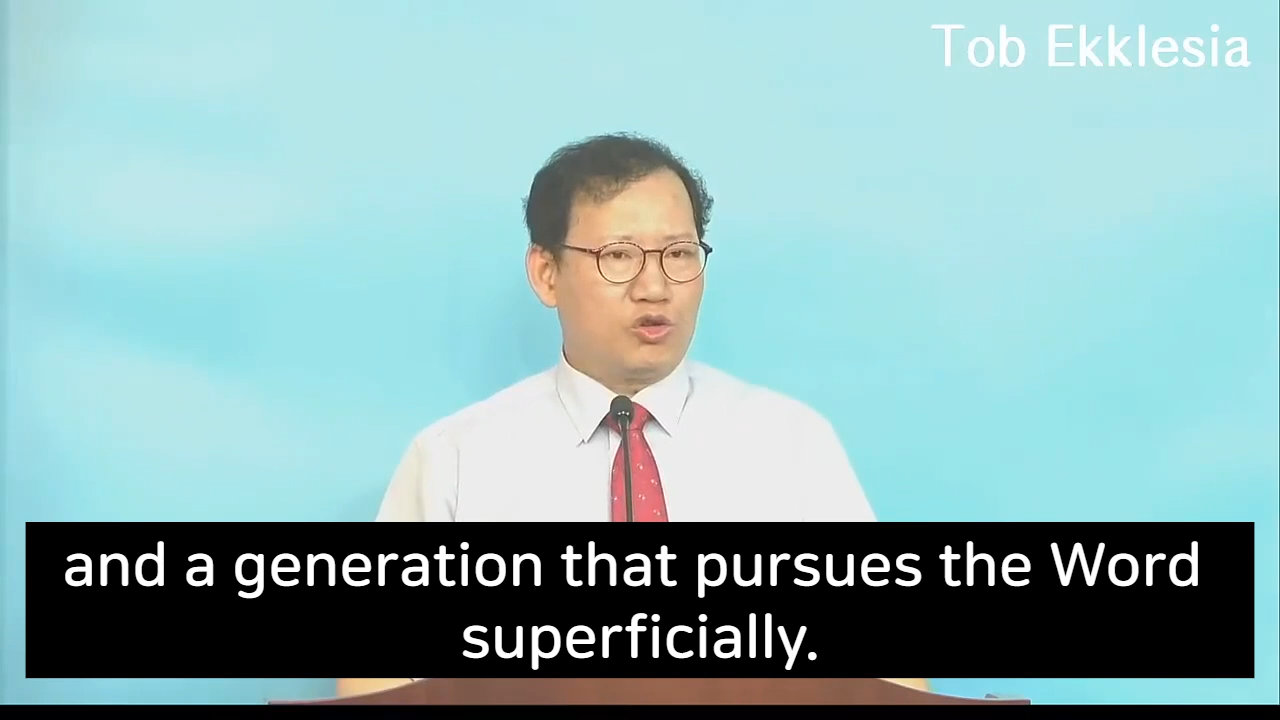 Tob Ekklesia
and a generation that pursues the Word
superficially.